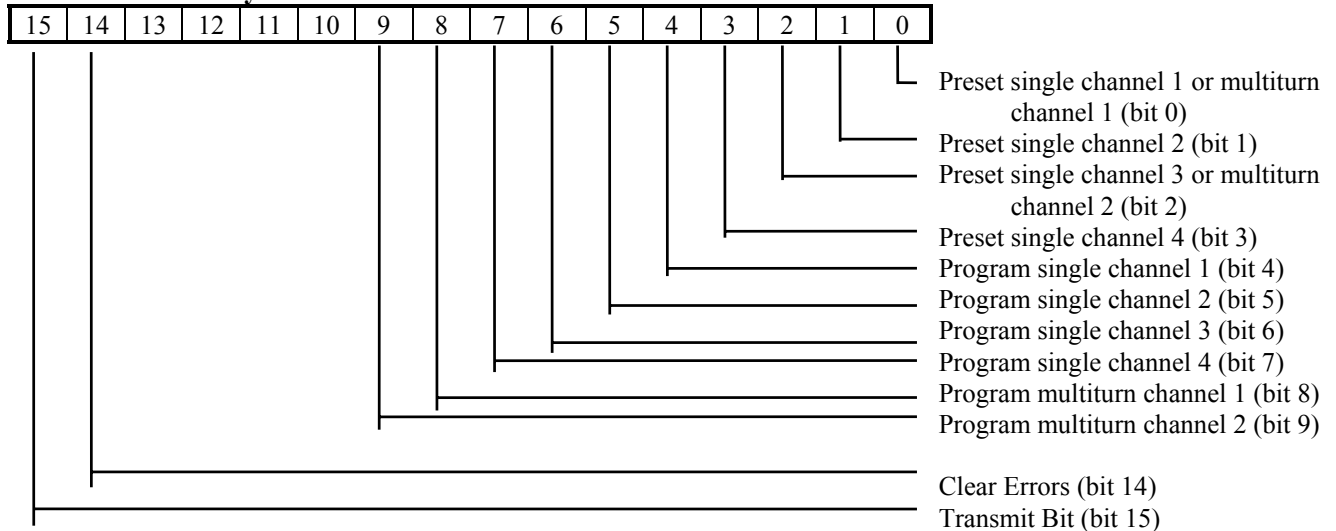 15 14 13 12 11 10 9 8 7 6 5 4 3 2 1 0
Preset single channel 1 or multiturn
channel 1 (bit 0)
Preset single channel 2 (bit 1)
Preset single channel 3 or multiturn
channel 2 (bit 2)
Preset single channel 4 (bit 3)
Program single channel 1 (bit 4)
Program single channel 2 (bit 5)
Program single channel 3 (bit 6)
Program single channel 4 (bit 7)
Program multiturn channel 1 (bit 8)
Program multiturn channel 2 (bit 9)
Clear Errors (bit 14)
Transmit Bit (bit 15)